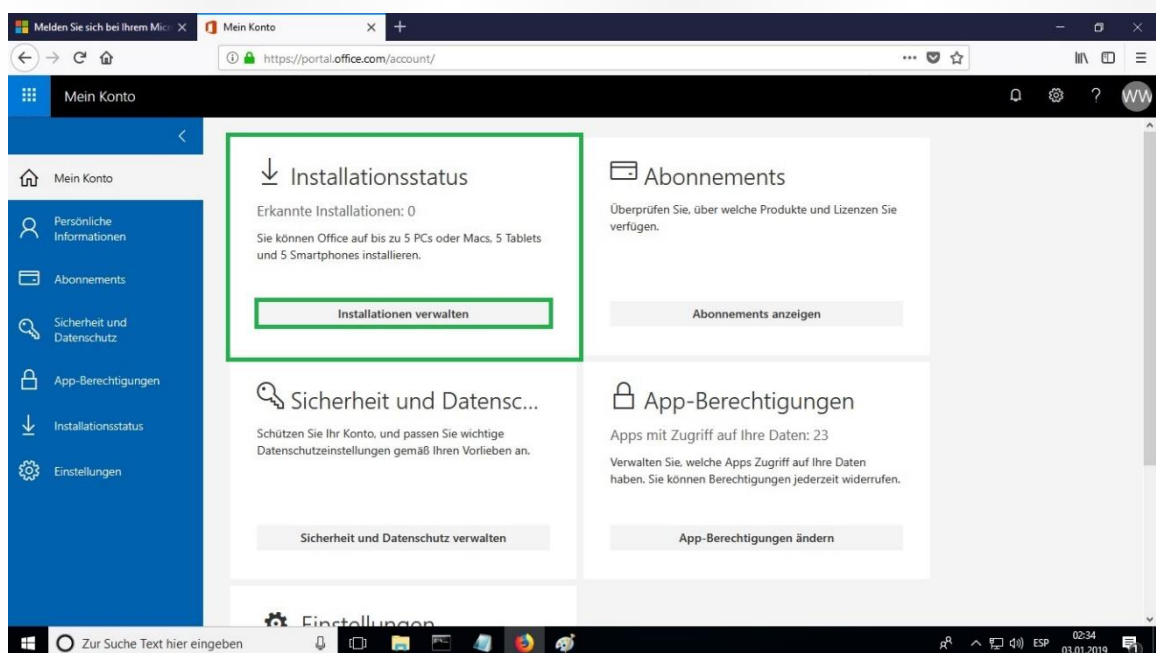 Melden Sie sich bei Ihrem Micr
Mein Konto
https://portal.office.com/account/
Mein Konto
WW
Mein Konto
Persönliche
Informationen
Abonnements
Sicherheit und
Datenschutz
App-Berechtigungen
Installationsstatus
Einstellungen
Installationsstatus
Erkannte Installationen: 0
Sie können Office auf bis zu 5 PCs oder Macs, 5 Tablets
und 5 Smartphones installieren.
Installationen verwalten
Abonnements
Überprüfen Sie, über welche Produkte und Lizenzen Sie
verfügen.
Abonnements anzeigen
Sicherheit und Datensc...
Schützen Sie Ihr Konto, und passen Sie wichtige
Datenschutzeinstellungen gemäß Ihren Vorlieben an.
Sicherheit und Datenschutz verwalten
App-Berechtigungen
Apps mit Zugriff auf Ihre Daten: 23
Verwalten Sie, welche Apps Zugriff auf Ihre Daten
haben. Sie können Berechtigungen jederzeit widerrufen.
App-Berechtigungen ändern
Einstellungen
Zur Suche Text hier eingeben
ESP
02:34
03.01.2019